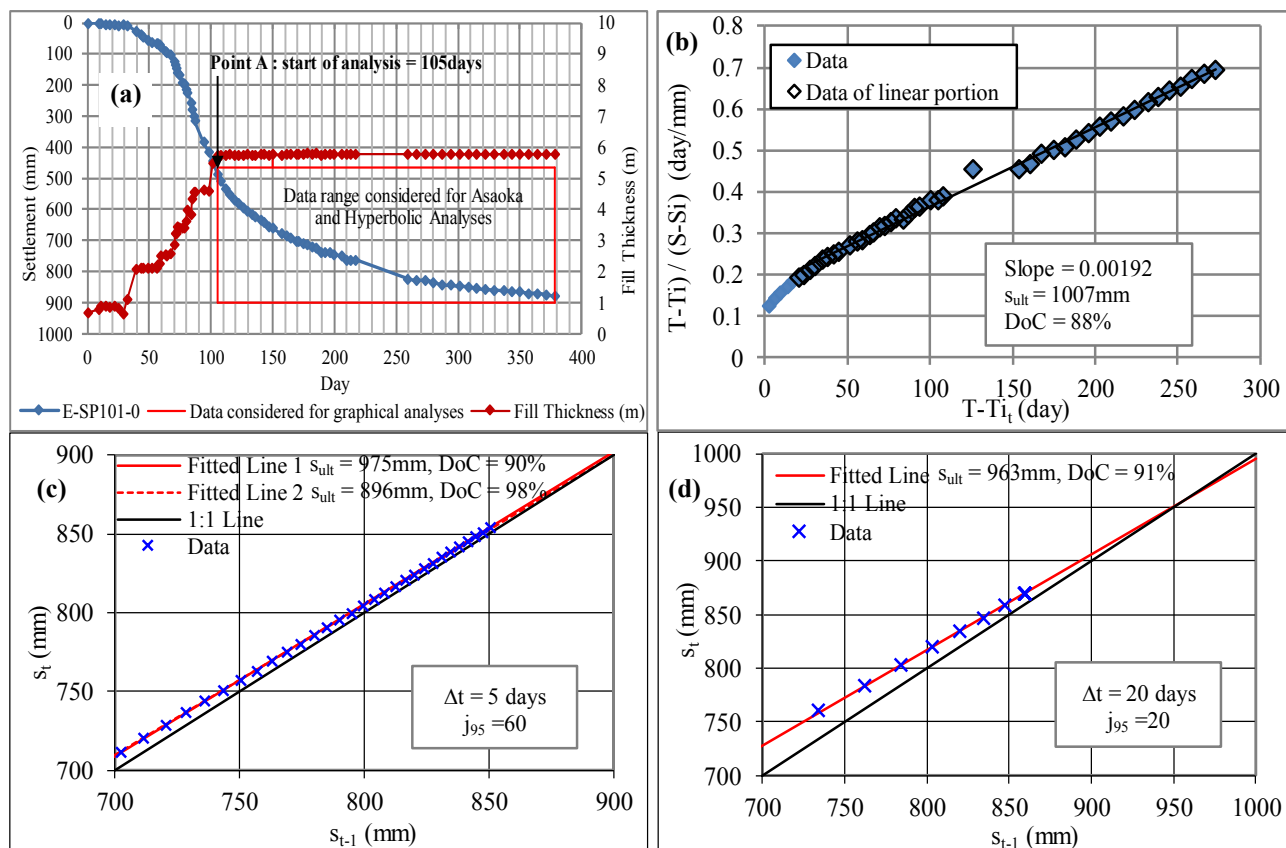 (a)
Point A : start of analysis = 105days
Data range considered for Asaoka
and Hyperbolic Analyses
Settlement (mm)
0
100
200
300
400
500
600
700
800
900
1000
Fill Thickness (m)
10
9
8
7
6
5
4
3
2
1
0
0 50 100 150 200 250 300 350 400
Day
E-SP101-0 Data considered for graphical analyses Fill Thickness (m)
(b)
Data
Data of linear portion
Slope = 0.00192
sult = 1007mm
DoC = 88%
T-Ti) / (S-Si) (day/mm)
0.8
0.7
0.6
0.5
0.4
0.3
0.2
0.1
0
0 50 100 150 200 250 300
T-Tit (day)
(c)
Fitted Line 1 sult = 975mm, DoC = 90%
Fitted Line 2 sult = 896mm, DoC = 98%
1:1 Line
Data
Δt = 5 days
j95 =60
st (mm)
900
850
800
750
700
700 750 800 850 900
st-1 (mm)
(d)
Fitted Line sult = 963mm, DoC = 91%
1:1 Line
Data
Δt = 20 days
j95 =20
st (mm)
1000
950
900
850
800
750
700
700 750 800 850 900 950 1000
st-1 (mm)